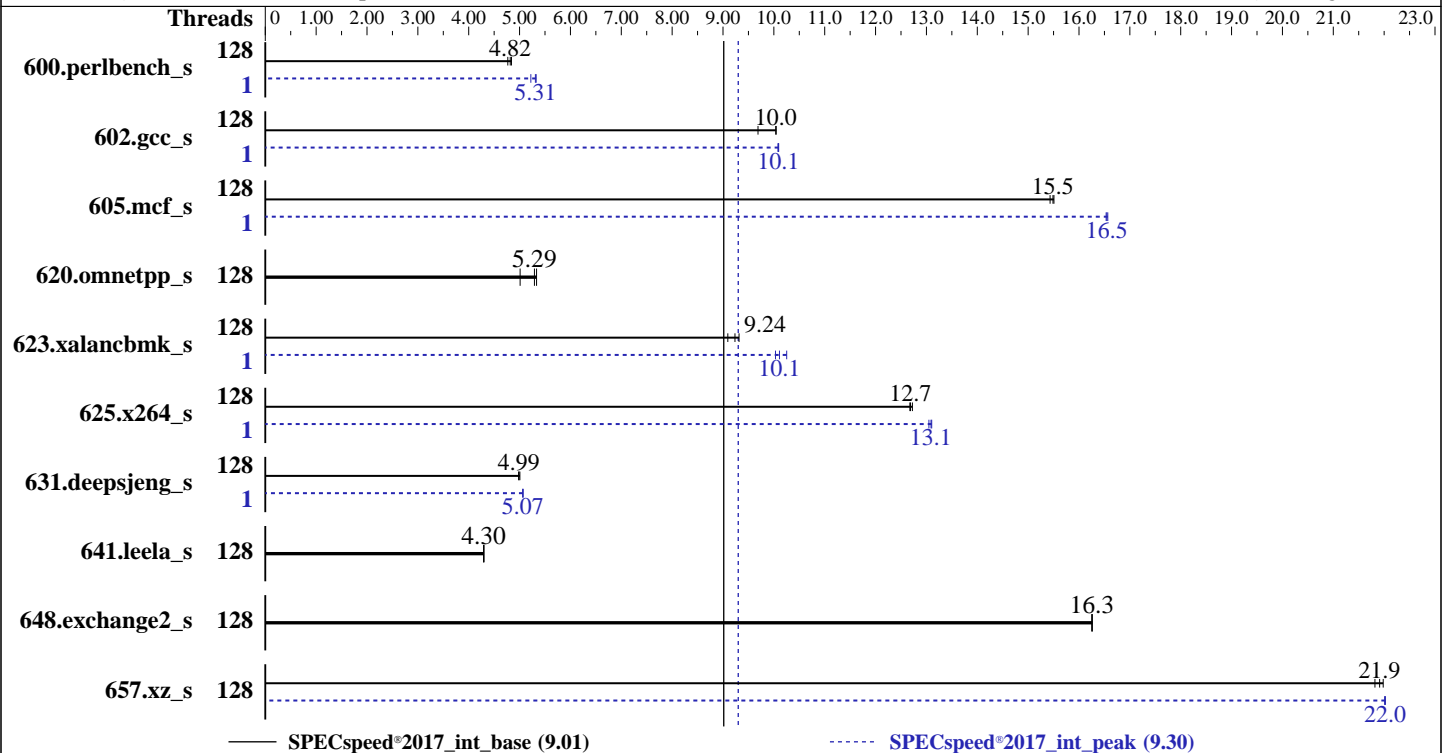 Threads 0 1.00 2.00 3.00 4.00 5.00 6.00 7.00 8.00 9.00 10.0 11.0 12.0 13.0 14.0 15.0 16.0 17.0 18.0 19.0 20.0 21.0 23.0
600.perlbench_s 128 4.82
1 5.31
602.gcc_s 128 10.0
1 10.1
605.mcf_s 128 15.5
1 16.5
620.omnetpp_s 128 5.29
623.xalancbmk_s 128 9.24
1 10.1
625.x264_s 128 12.7
1 13.1
631.deepsjeng_s 128 4.99
1 5.07
641.leela_s 128 4.30
648.exchange2_s 128 16.3
657.xz_s 128 21.9
22.0
SPECspeed®2017_int_base (9.01) SPECspeed®2017_int_peak (9.30)